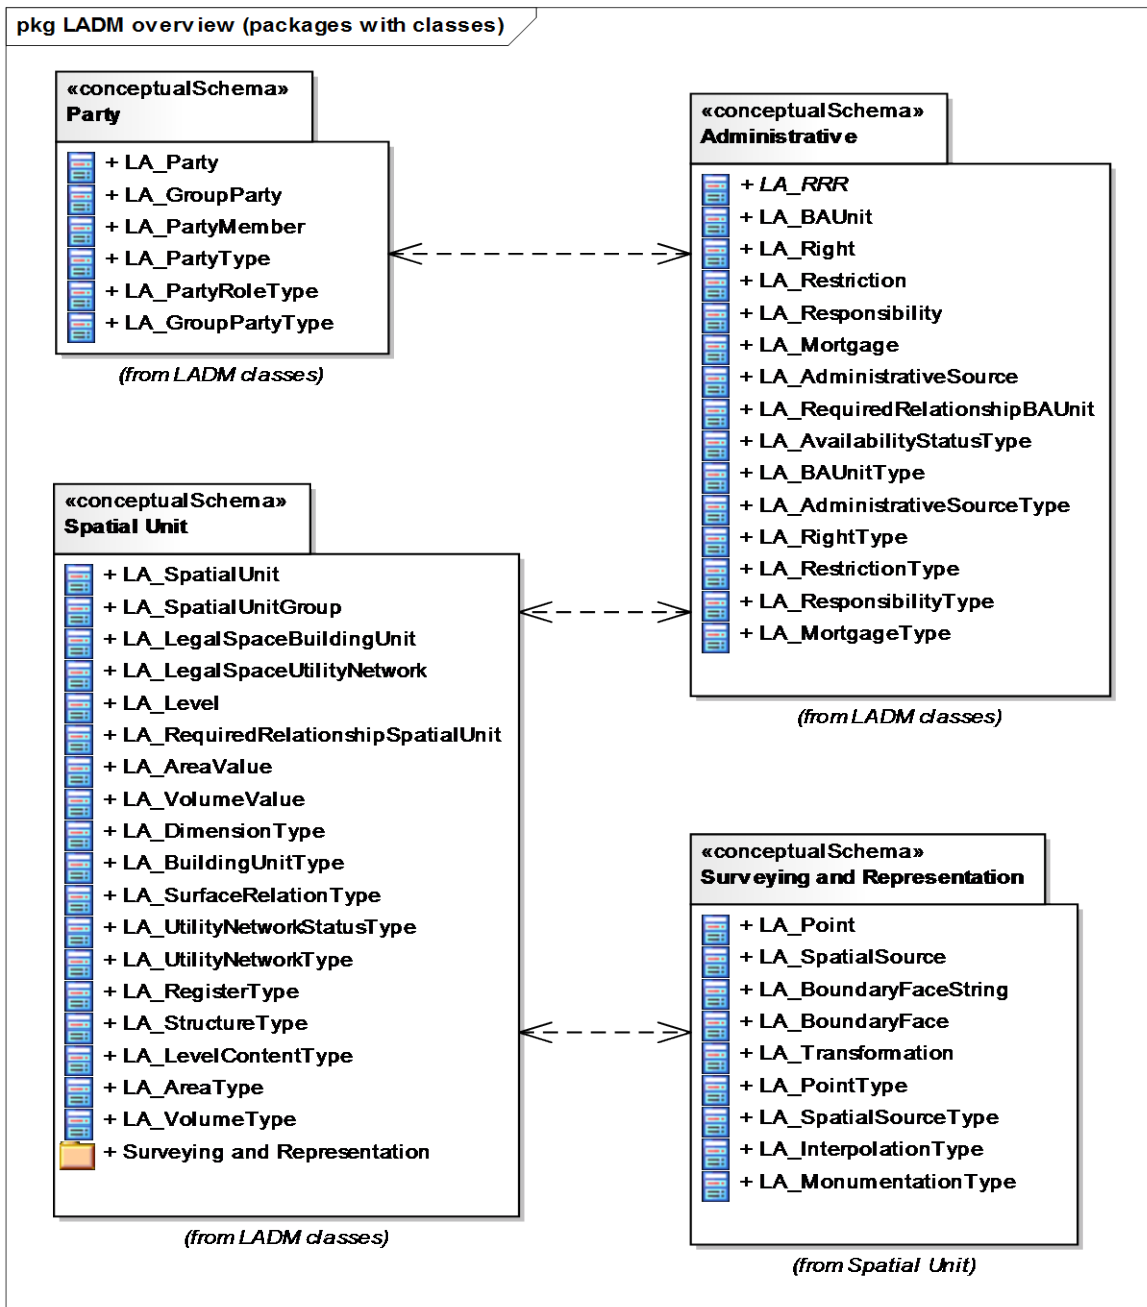 pkg LADM overview (packages with classes)
«conceptualSchema»
Party
+ LA_Party
+ LA_GroupParty
+ LA_PartyMember
+ LA_PartyType
+ LA_PartyRoleType
+ LA_GroupPartyType
(from LADM classes)
«conceptualSchema»
Administrative
+ LA_RRR
+ LA_BAUnit
+ LA_Right
+ LA_Restriction
+ LA_Responsibility
+ LA_Mortgage
+ LA_AdministrativeSource
+ LA_RequiredRelationshipBAUnit
+ LA_AvailabilityStatusType
+ LA_BAUnitType
+ LA_AdministrativeSourceType
+ LA_RightType
+ LA_RestrictionType
+ LA_ResponsibilityType
+ LA_MortgageType
(from LADM classes)
«conceptualSchema»
Spatial Unit
+ LA_SpatialUnit
+ LA_SpatialUnitGroup
+ LA_LegalSpaceBuildingUnit
+ LA_LegalSpaceUtilityNetwork
+ LA_Level
+ LA_RequiredRelationshipSpatialUnit
+ LA_AreaValue
+ LA_VolumeValue
+ LA_DimensionType
+ LA_BuildingUnitType
+ LA_SurfaceRelationType
+ LA_UtilityNetworkStatusType
+ LA_UtilityNetworkType
+ LA_RegisterType
+ LA_StructureType
+ LA_LevelContentType
+ LA_AreaType
+ LA_VolumeType
+ Surveying and Representation
(from LADM classes)
«conceptualSchema»
Surveying and Representation
+ LA_Point
+ LA_SpatialSource
+ LA_BoundaryFaceString
+ LA_BoundaryFace
+ LA_Transformation
+ LA_PointType
+ LA_SpatialSourceType
+ LA_InterpolationType
+ LA_MonumentationType
(from Spatial Unit)